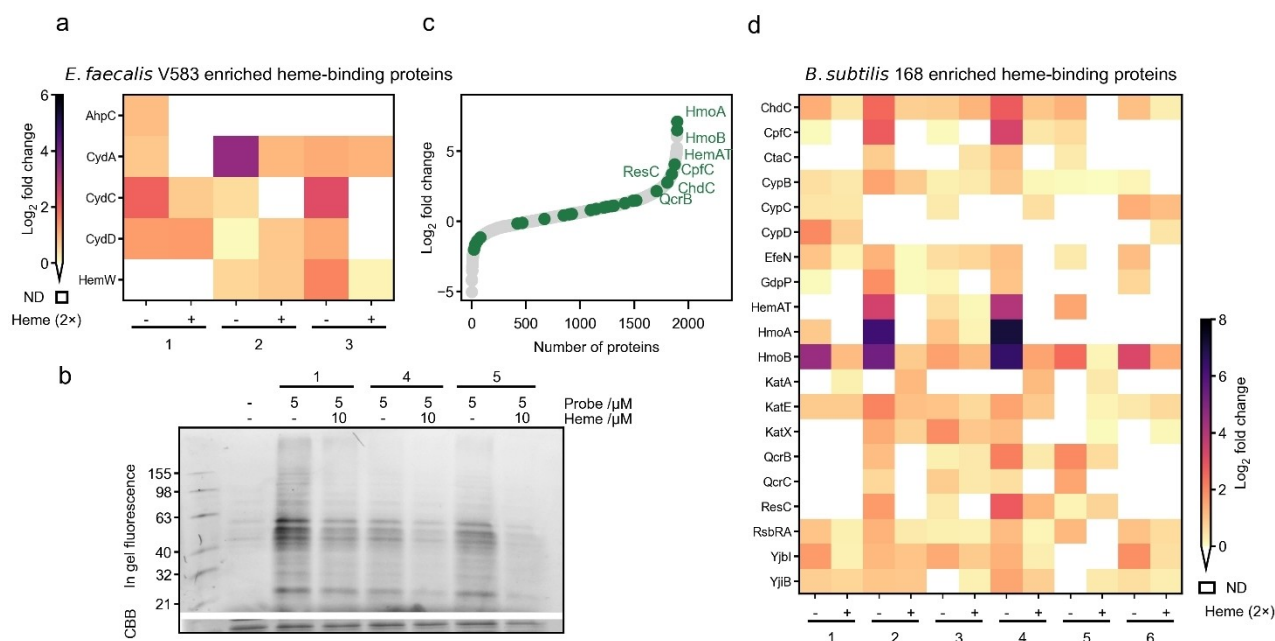 a
E. faecalis V583 enriched heme-binding proteins
6
4
2
0
Log2 fold change
ND
AhpC
CydA
CydC
CydD
HemW
Heme (2×)
- + - + - +
1 2 3
c
HmoA
HmoB
HemAT
ResC CpfC
ChdC
QcrB
5
0
−5
Log2 fold change
0 500 1000 1500 2000
Number of proteins
b
1 4 5
- 5 5 5 5 5 5 Probe /μM
- - 10 - 10 - 10 Heme /μM
155
98
63
40
32
21
In gel fluorescence
CBB
d
B. subtilis 168 enriched heme-binding proteins
ChdC
CpfC
CtaC
CypB
CypC
CypD
EfeN
GdpP
HemAT
HmoA
HmoB
KatA
KatE
KatX
QcrB
QcrC
ResC
RsbRA
YjbI
YjiB
- + - + - + - + - + - +
Heme (2×)
1 2 3 4 5 6
8
6
4
2
0
Log2 fold change
ND